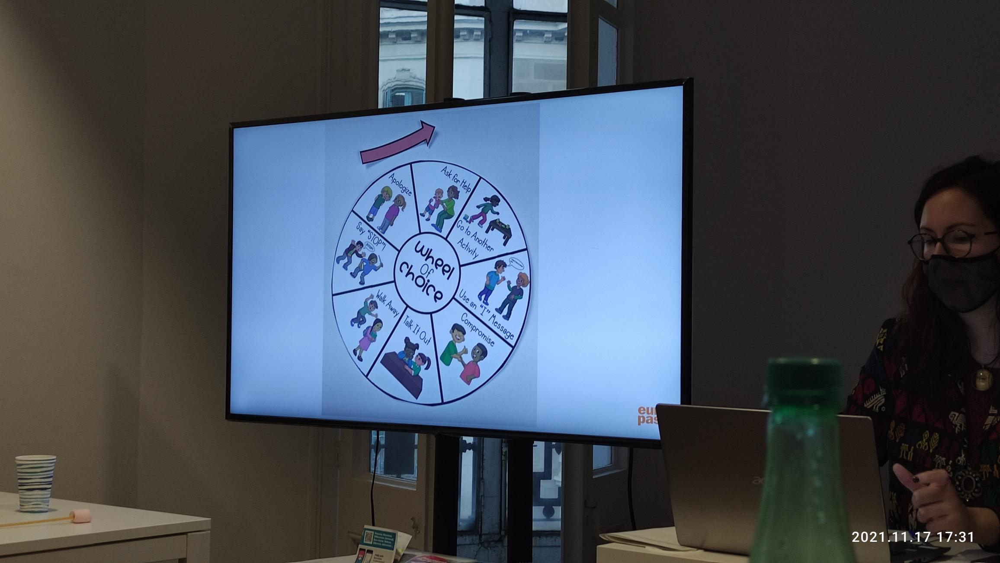 Ask for Help
Go to Another
Activity
Use an "I" Message
Compromise
Talk It Out
Walk Away
Say "STOP"!
STOP!
Apologize
Wheel
Of
Choice
eur
pas
2021.11.17 17:31